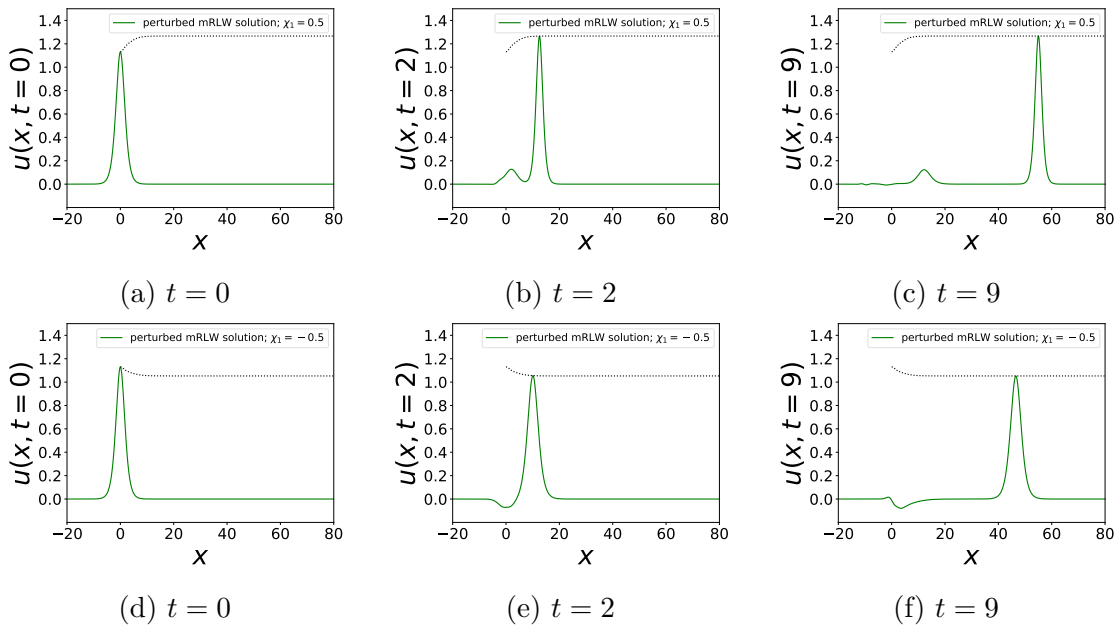 perturbed mRLW solution; χ₁ = 0.5
u(x, t = 0)
1.4
1.2
1.0
0.8
0.6
0.4
0.2
0.0
−20 0 20 40 60 80
x
(a) t = 0
perturbed mRLW solution; χ₁ = 0.5
u(x, t = 2)
1.4
1.2
1.0
0.8
0.6
0.4
0.2
0.0
−20 0 20 40 60 80
x
(b) t = 2
perturbed mRLW solution; χ₁ = 0.5
u(x, t = 9)
1.4
1.2
1.0
0.8
0.6
0.4
0.2
0.0
−20 0 20 40 60 80
x
(c) t = 9
perturbed mRLW solution; χ₁ = − 0.5
u(x, t = 0)
1.4
1.2
1.0
0.8
0.6
0.4
0.2
0.0
−20 0 20 40 60 80
x
(d) t = 0
perturbed mRLW solution; χ₁ = − 0.5
u(x, t = 2)
1.4
1.2
1.0
0.8
0.6
0.4
0.2
0.0
−20 0 20 40 60 80
x
(e) t = 2
perturbed mRLW solution; χ₁ = − 0.5
u(x, t = 9)
1.4
1.2
1.0
0.8
0.6
0.4
0.2
0.0
−20 0 20 40 60 80
x
(f) t = 9